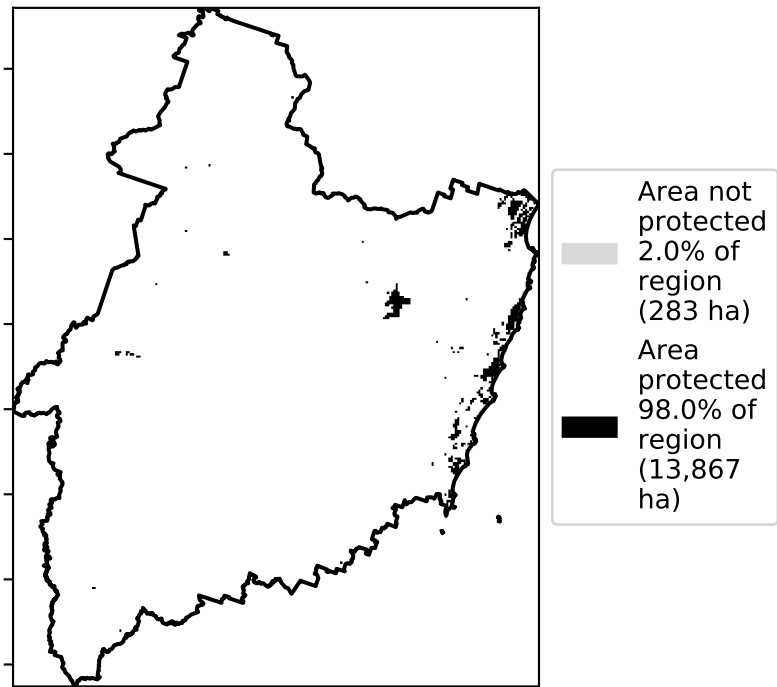 Area not
protected
2.0% of
region
(283 ha)
Area
protected
98.0% of
region
(13,867
ha)